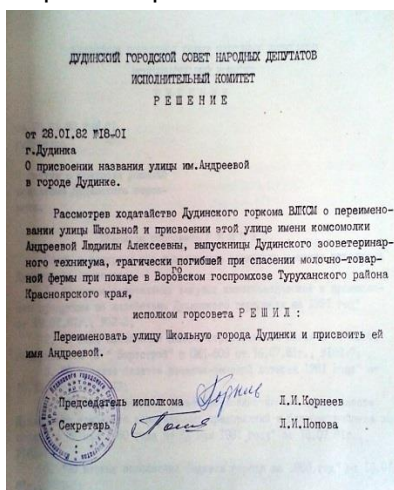 ДУДИНСКИЙ ГОРОДСКОЙ СОВЕТ НАРОДНЫХ ДЕПУТАТОВ
ИСПОЛНИТЕЛЬНЫЙ КОМИТЕТ
РЕШЕНИЕ
от 28.01.82 №18-01
г.Дудинка
О присвоении названия улицы им.Андреевой
в городе Дудинке.
Рассмотрев ходатайство Дудинского горкома ВЛКСМ о переимено-
вании улицы Школьной и присвоении этой улице имени комсомолки
Андреевой Людмилы Алексеевны, выпускницы Дудинского зооветеринар-
ного техникума, трагически погибшей при спасении молочно-товар-
ной фермы при пожаре в Воровском госпромхозе Туруханского района
Красноярского края,
исполком горсовета РЕШИЛ:
Переименовать улицу Школьную города Дудинки и присвоить ей
имя Андреевой.
Председатель исполкома Л.И.Корнеев
Секретарь Л.И.Попова